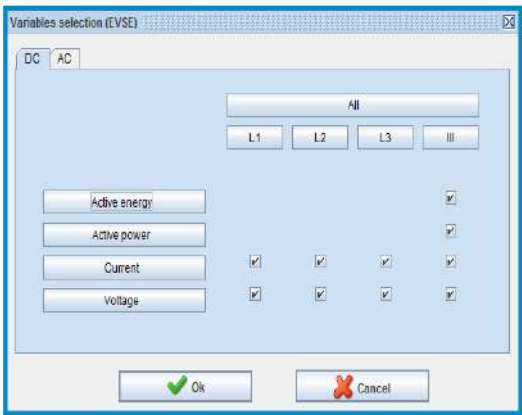 Variables selection (EVSE)
DC AC
All
L1 L2 L3 III
Active energy
Active power
Current
Voltage
Ok Cancel